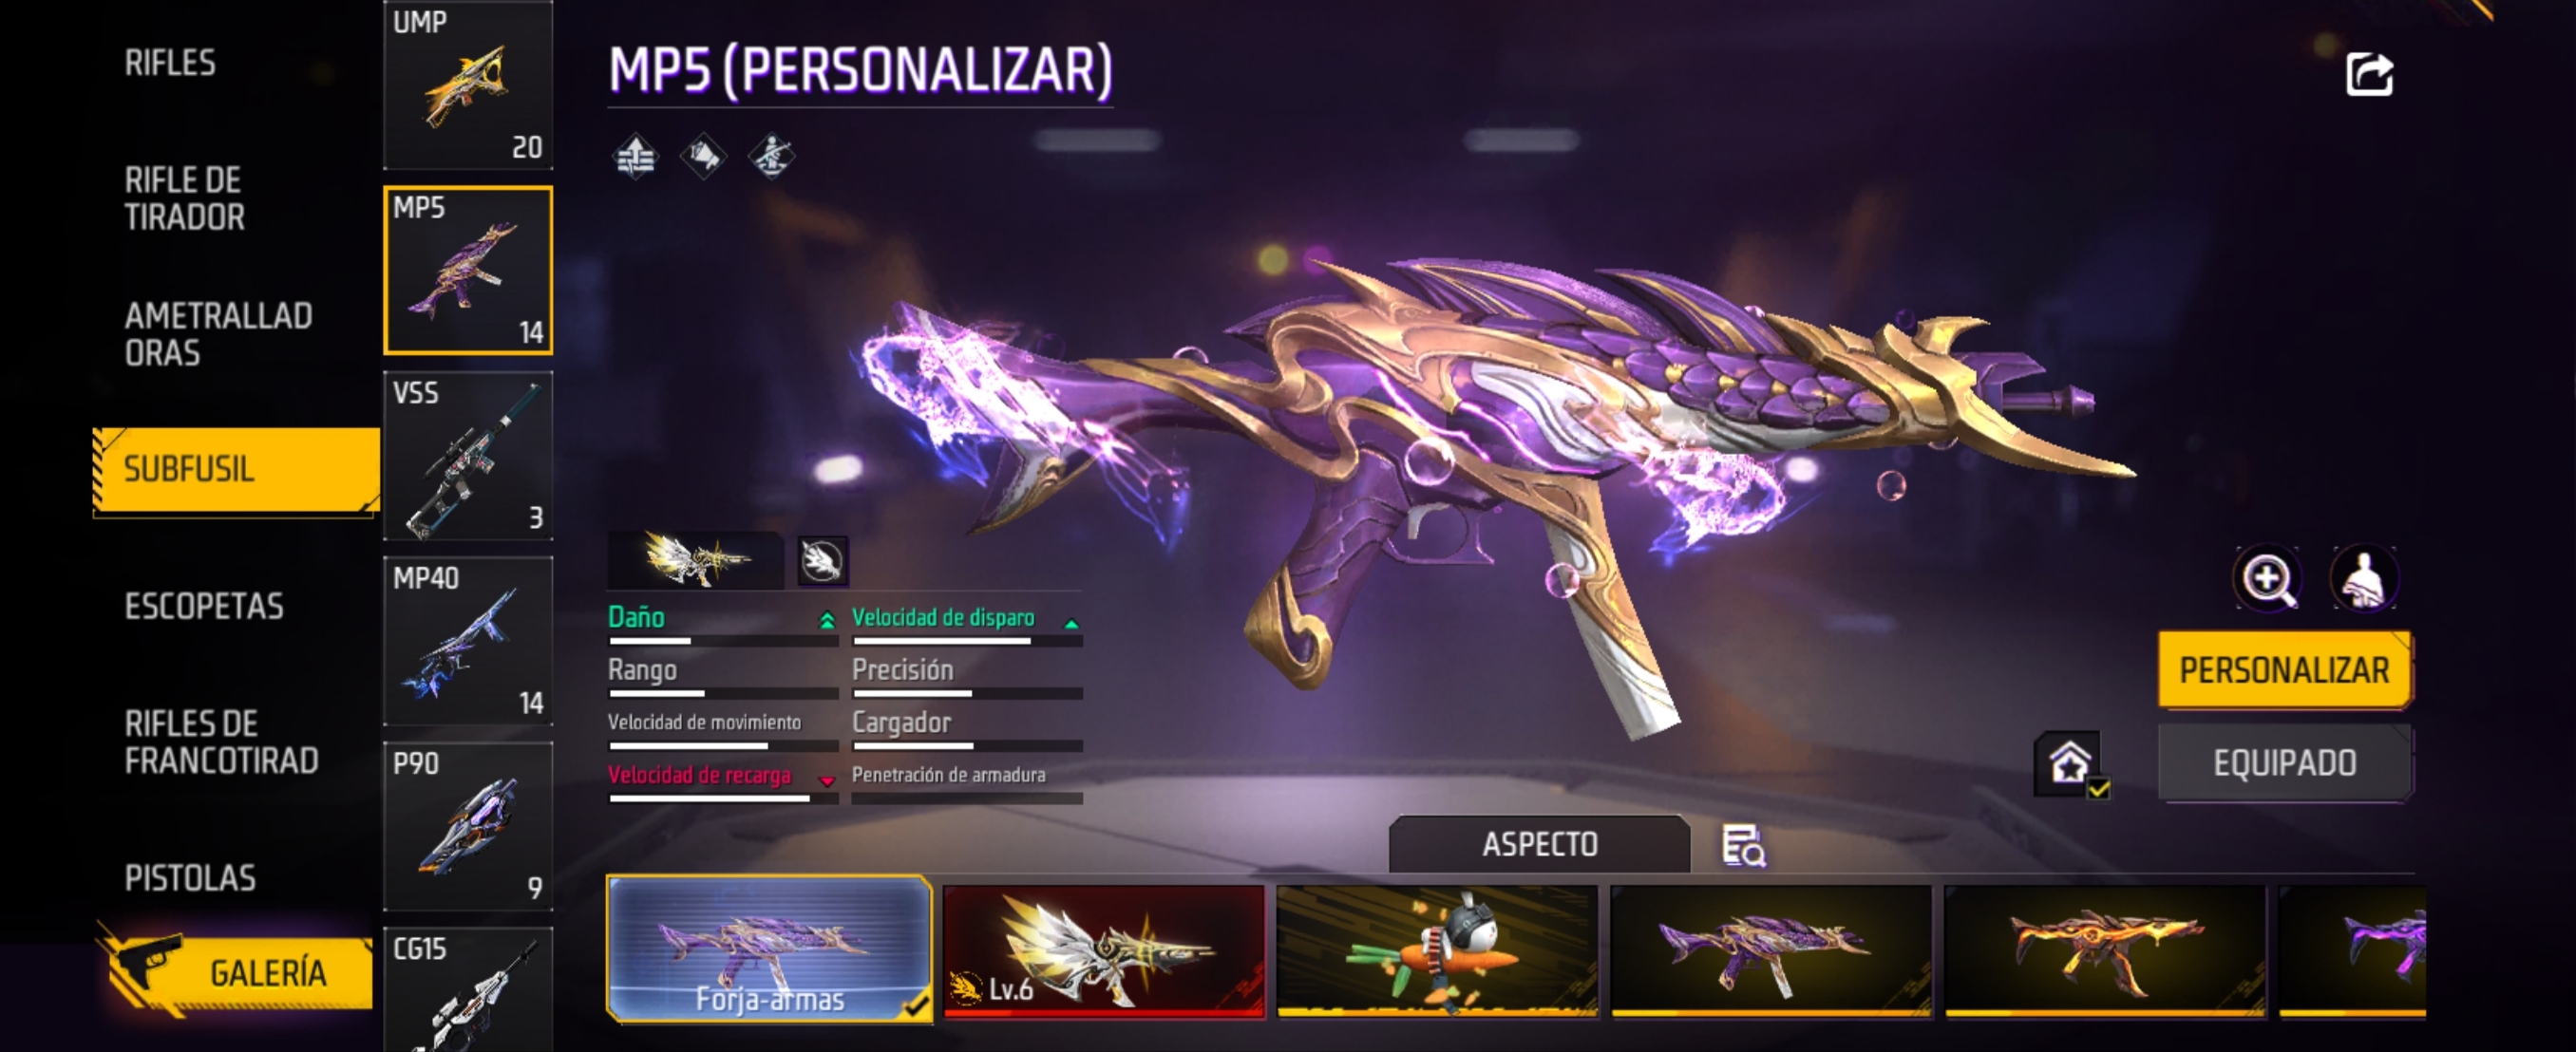 RIFLES
RIFLE DE
TIRADOR
AMETRALLAD
ORAS
SUBFUSIL
ESCOPETAS
RIFLES DE
FRANCOTIRAD
PISTOLAS
GALERÍA
UMP
20
MP5
14
VSS
3
MP40
14
P90
9
CG15
MP5 (PERSONALIZAR)
Daño
Velocidad de disparo
Rango
Precisión
Velocidad de movimiento
Cargador
Velocidad de recarga
Penetración de armadura
PERSONALIZAR
EQUIPADO
ASPECTO
Forja-armas
Lv.6